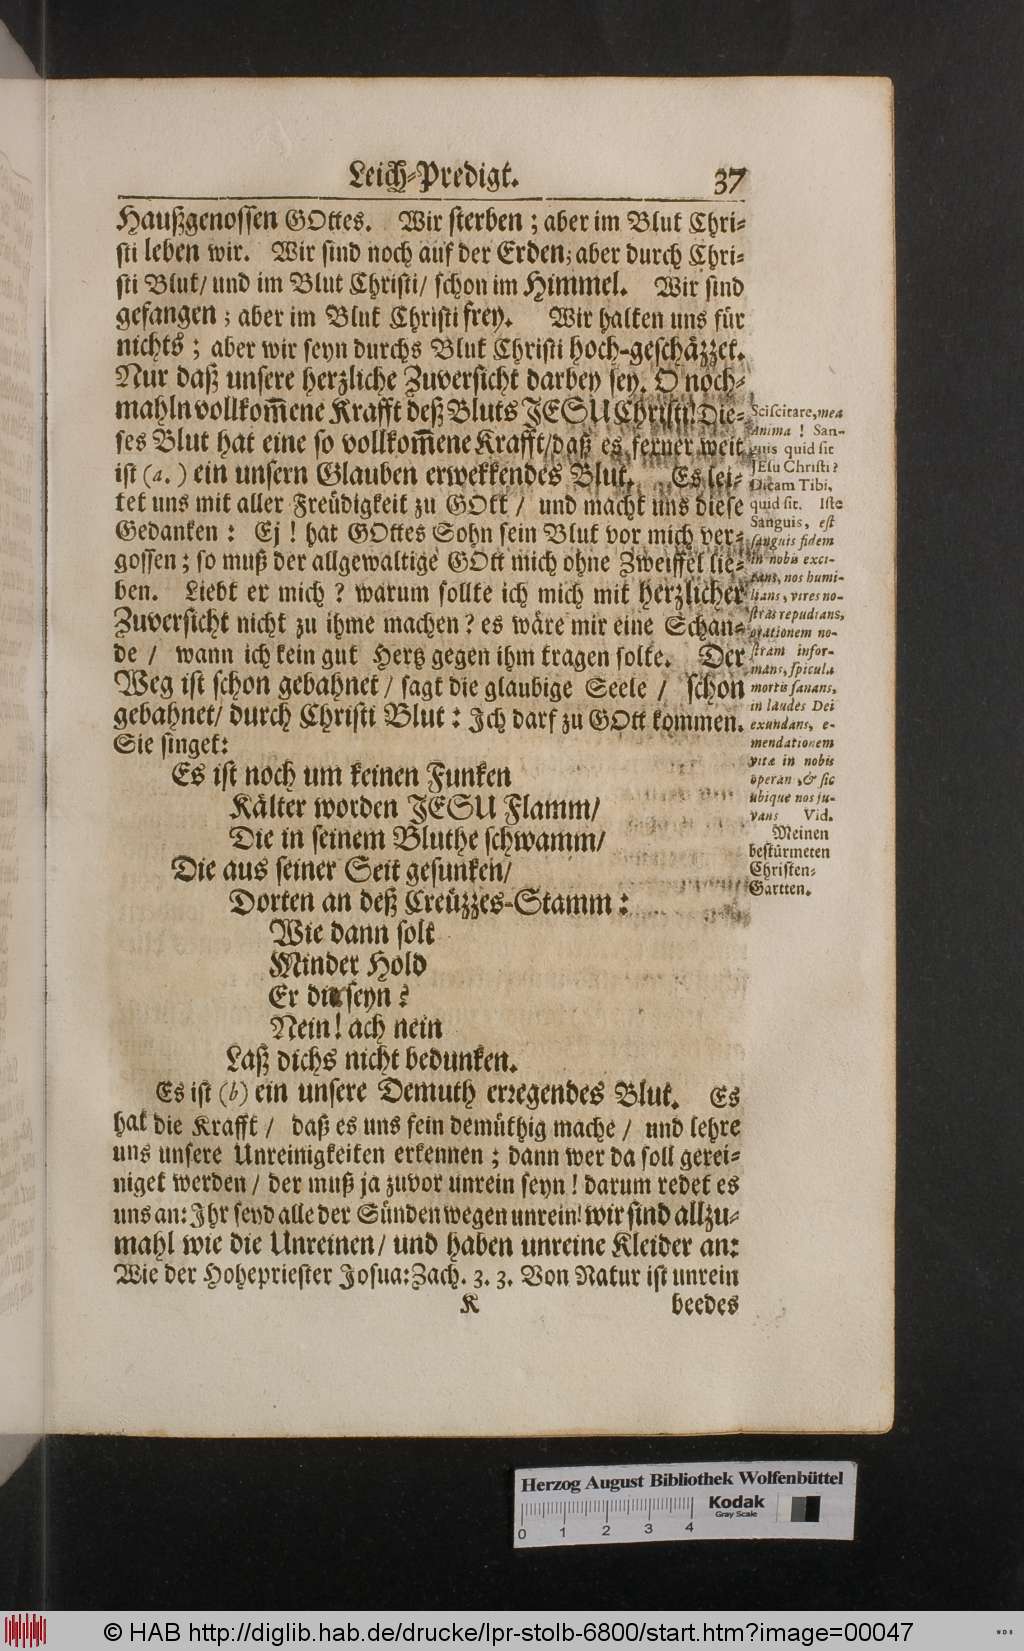 Leich-Predigt. 37
Haußgenossen GOttes. Wir sterben; aber im Blut Chri-
sti leben wir. Wir sind noch auf der Erden; aber durch Chri-
sti Blut/ und im Blut Christi/ schon im Himmel. Wir sind
gefangen; aber im Blut Christi frey. Wir halten uns für
nichts; aber wir seyn durchs Blut Christi hoch-geschäzzet.
Nur daß unsere herzliche Zuversicht darbey sey. O noch-
mahln vollkom̃ene Krafft deß Bluts JESU Christi! Die-
ses Blut hat eine so vollkom̃ene Krafft/ daß es ferner weit
ist (a.) ein unsern Glauben erwekkendes Blut. Es lei-
tet uns mit aller Freüdigkeit zu GOtt/ und macht uns diese
Gedanken: Ej! hat GOttes Sohn sein Blut vor mich ver-
gossen; so muß der allgewaltige GOtt mich ohne Zweiffel lie-
ben. Liebt er mich? warum sollte ich mich mit herzlicher
Zuversicht nicht zu ihme machen? es wäre mir eine Schan-
de/ wann ich kein gut Hertz gegen ihm tragen solte. Der
Weg ist schon gebahnet/ sagt die glaubige Seele/ schon
gebahnet/ durch Christi Blut: Ich darf zu GOtt kommen.
Sie singet:
Es ist noch um keinen Funken
Kälter worden JESU Flamm/
Die in seinem Bluthe schwamm/
Die aus seiner Seit gesunken/
Dorten an deß Creüzzes-Stamm:
Wie dann solt
Minder Hold
Er dir seyn?
Nein! ach nein
Laß dichs nicht bedunken.
Es ist (b) ein unsere Demuth erregendes Blut. Es
hat die Krafft/ daß es uns fein demüthig mache/ und lehre
uns unsere Unreinigkeiten erkennen; dann wer da soll gerei-
niget werden/ der muß ja zuvor unrein seyn! darum redet es
uns an: Ihr seyd alle der Sünden wegen unrein! wir sind allzu-
mahl wie die Unreinen/ und haben unreine Kleider an:
Wie der Hohepriester Josua: Zach. 3. 3. Von Natur ist unrein
K beedes
Sciscitare, mea
anima! San-
guis quid sit
JEsu Christi?
Dicam Tibi,
quid sit. Iste
Sanguis, est
sanguis fidem
in nobis exci-
tans, nos humi-
lians, vires no-
stras repudians,
orationem no-
stram infor-
mans, spicula
mortis sanans,
in laudes Dei
exundans, e-
mendationem
vitæ in nobis
operan, & sic
ubique nos ju-
vans Vid.
Meinen
bestürmeten
Christen-
Gartten.
Herzog August Bibliothek Wolfenbüttel
Kodak
Gray Scale
0 1 2 3 4
© HAB http://diglib.hab.de/drucke/lpr-stolb-6800/start.htm?image=00047